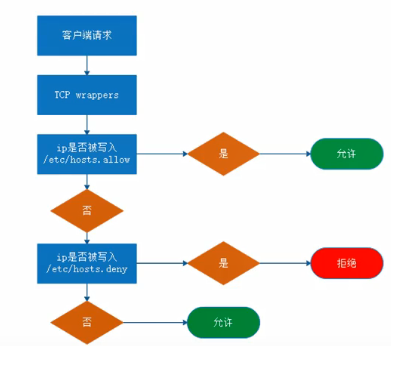 客户端请求
TCP wrappers
ip是否被写入
/etc/hosts.allow
是
允许
否
ip是否被写入
/etc/hosts.deny
是
拒绝
否
允许